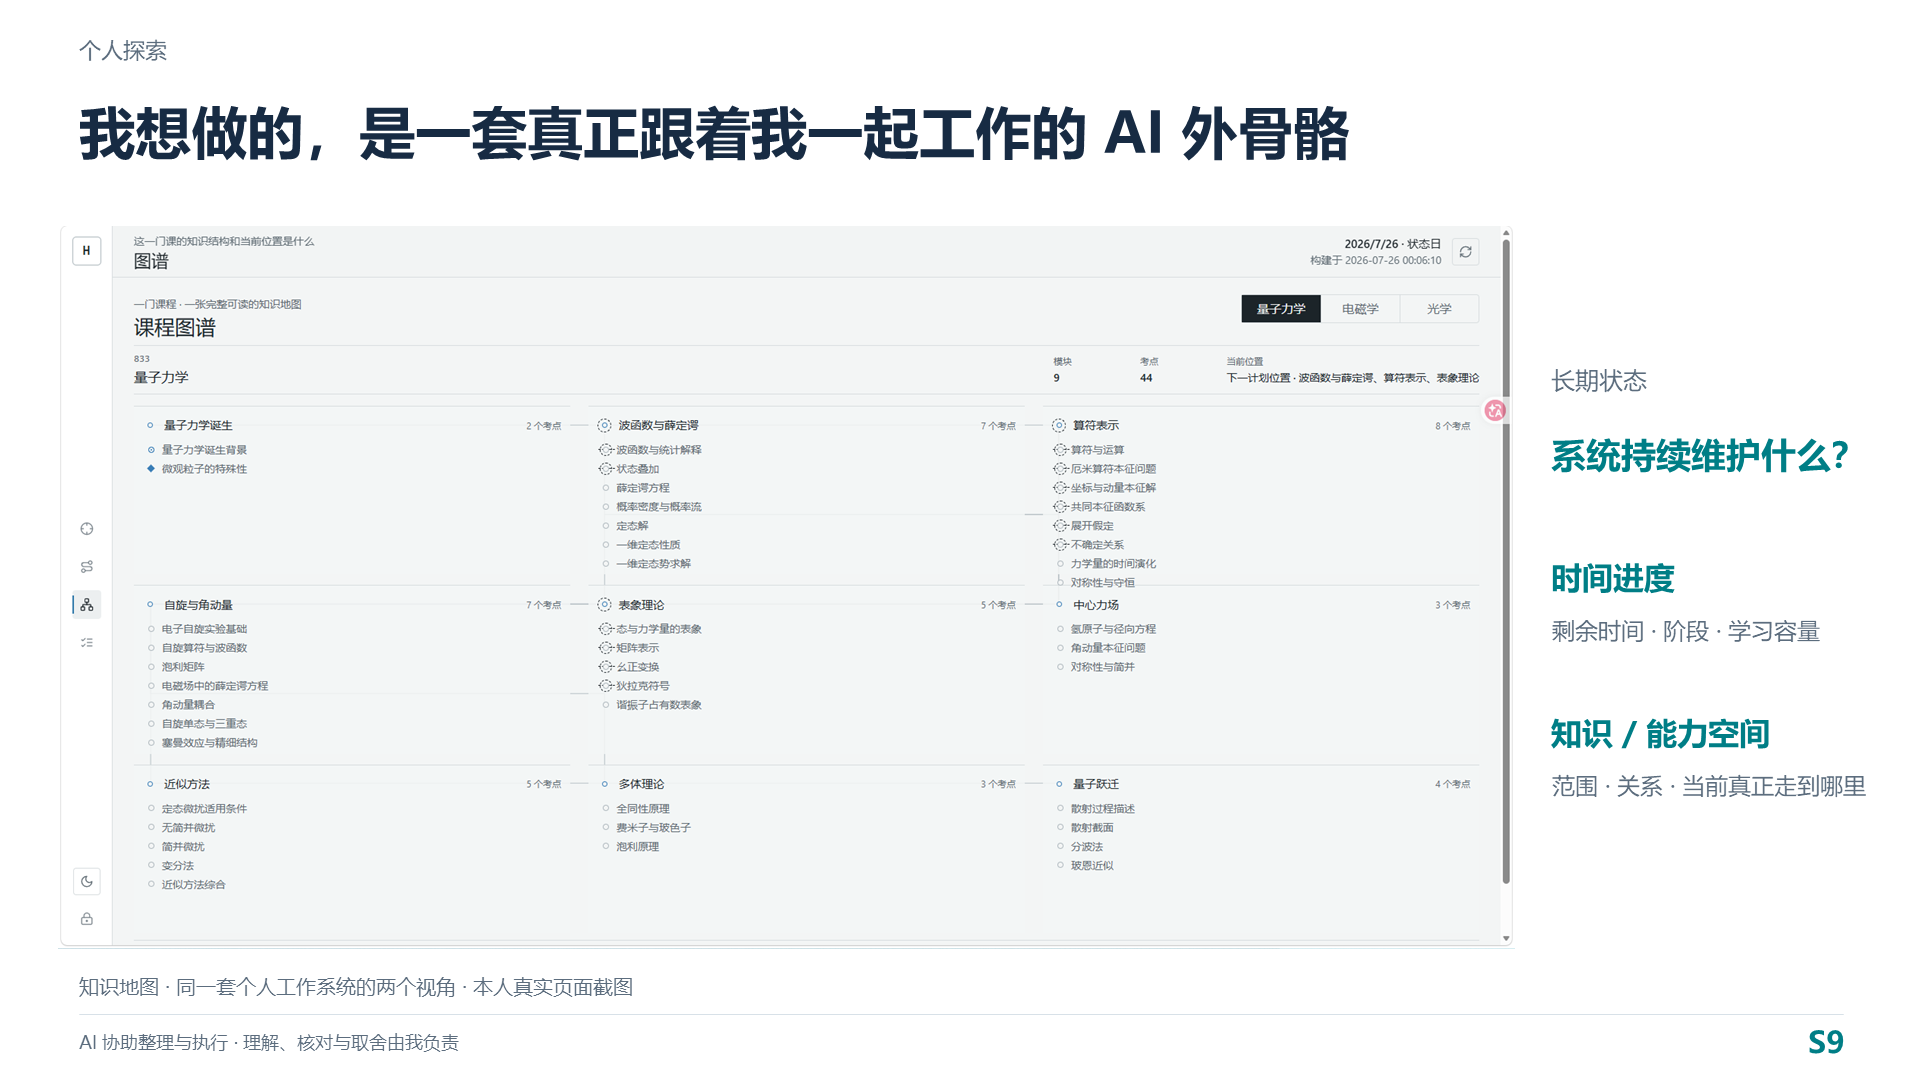 个人探索
我想做的，是一套真正跟着我一起工作的 AI 外骨骼
H
这一门课的知识结构和当前位置是什么
图谱
2026/7/26 · 状态日
构建于 2026-07-26 00:06:10
一门课程 · 一张完整可读的知识地图
课程图谱
量子力学 电磁学 光学
833
量子力学
模块
9
考点
44
当前位置
下一计划位置 · 波函数与薛定谔、算符表示、表象理论
量子力学诞生 2 个考点
量子力学诞生背景
微观粒子的特殊性
波函数与薛定谔 7 个考点
波函数与统计解释
状态叠加
薛定谔方程
概率密度与概率流
定态解
一维定态性质
一维定态势求解
算符表示 8 个考点
算符与运算
厄米算符本征问题
坐标与动量本征解
共同本征函数系
展开假定
不确定关系
力学量的时间演化
对称性与守恒
自旋与角动量 7 个考点
电子自旋实验基础
自旋算符与波函数
泡利矩阵
电磁场中的薛定谔方程
角动量耦合
自旋单态与三重态
塞曼效应与精细结构
表象理论 5 个考点
态与力学量的表象
矩阵表示
幺正变换
狄拉克符号
谐振子占有数表象
中心力场 3 个考点
氢原子与径向方程
角动量本征问题
对称性与简并
近似方法 5 个考点
定态微扰适用条件
无简并微扰
简并微扰
变分法
近似方法综合
多体理论 3 个考点
全同性原理
费米子与玻色子
泡利原理
量子跃迁 4 个考点
散射过程描述
散射截面
分波法
玻恩近似
长期状态
系统持续维护什么？
时间进度
剩余时间 · 阶段 · 学习容量
知识 / 能力空间
范围 · 关系 · 当前真正走到哪里
知识地图 · 同一套个人工作系统的两个视角 · 本人真实页面截图
AI 协助整理与执行 · 理解、核对与取舍由我负责
S9